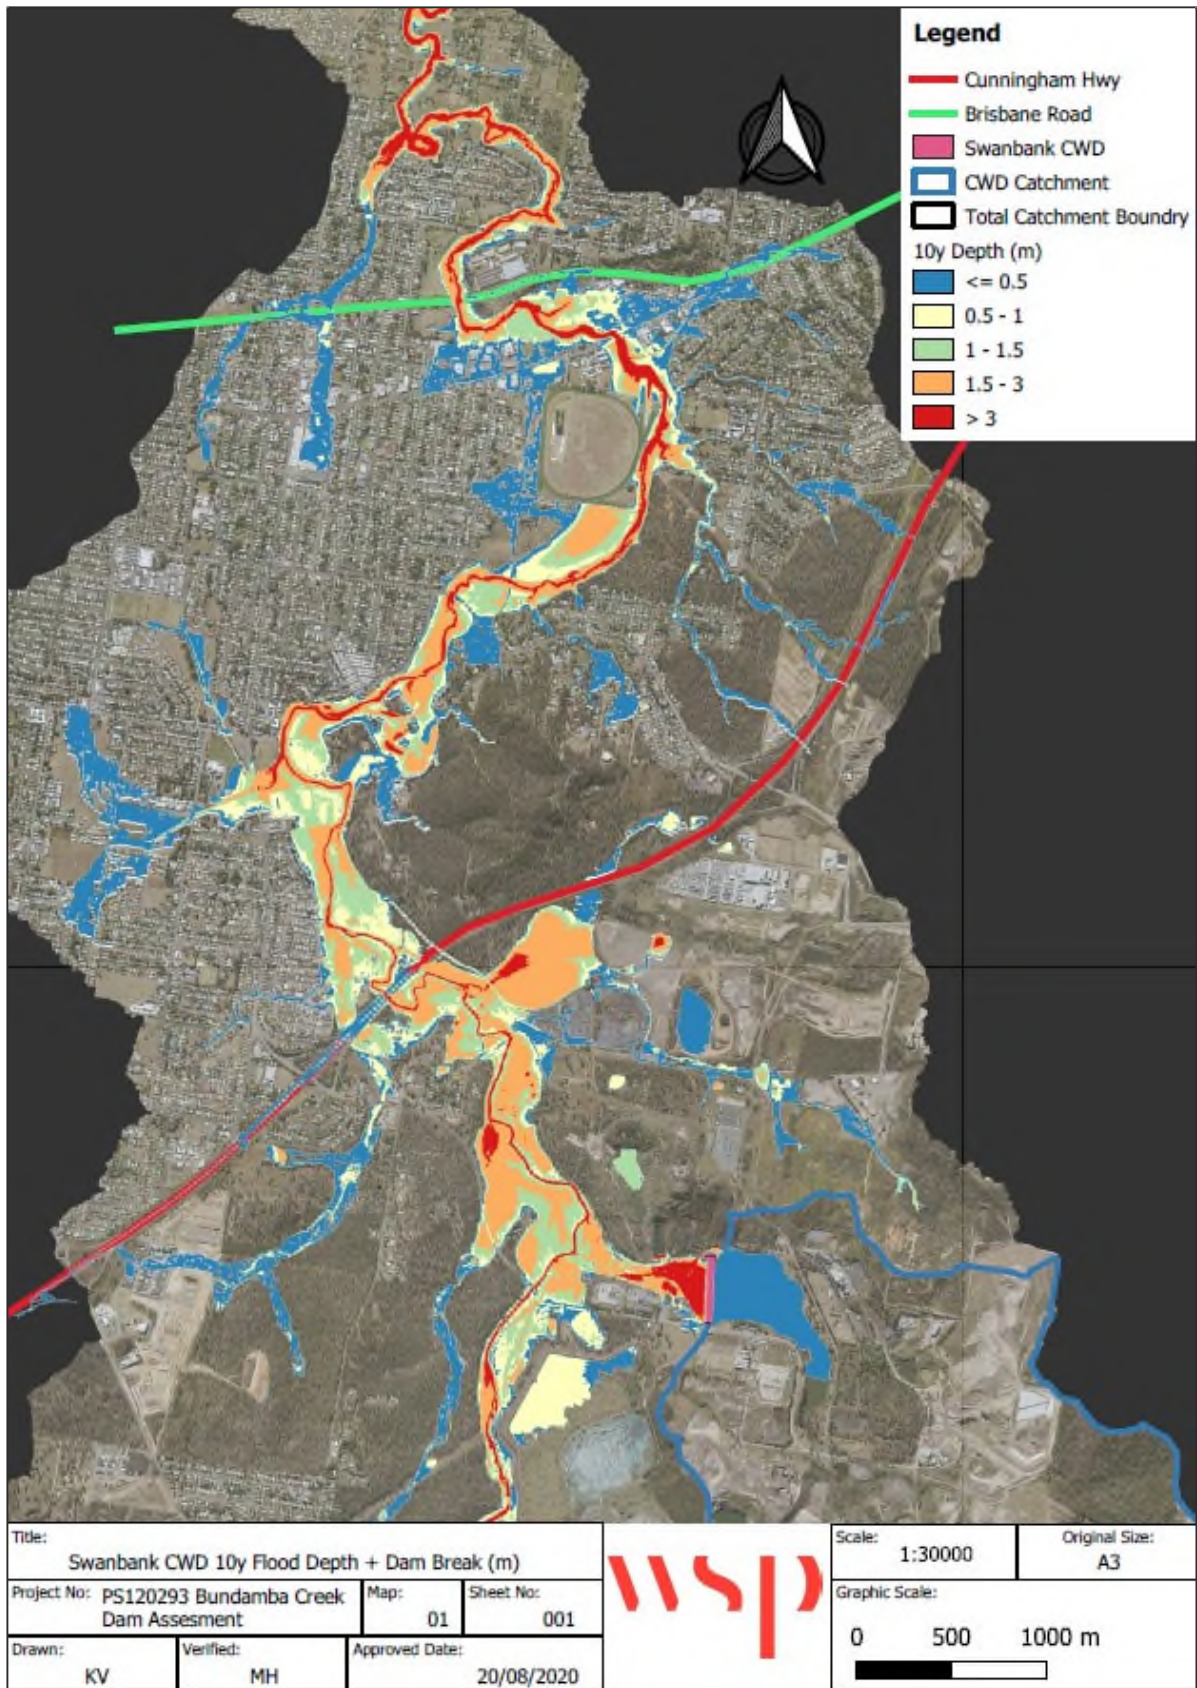 Legend
Cunningham Hwy
Brisbane Road
Swanbank CWD
CWD Catchment
Total Catchment Boundry
10y Depth (m)
<= 0.5
0.5 - 1
1 - 1.5
1.5 - 3
> 3
Title:
Swanbank CWD 10y Flood Depth + Dam Break (m)
Project No: PS120293 Bundamba Creek
Dam Assesment
Map:
01
Sheet No:
001
Drawn:
KV
Verified:
MH
Approved Date:
20/08/2020
wsp
Scale:
1:30000
Original Size:
A3
Graphic Scale:
0 500 1000 m